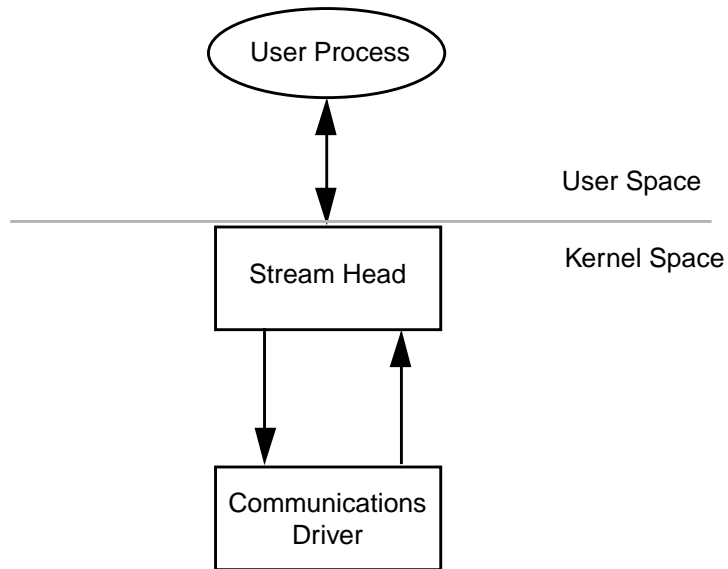 User Process
User Space
Kernel Space
Stream Head
Communications
Driver